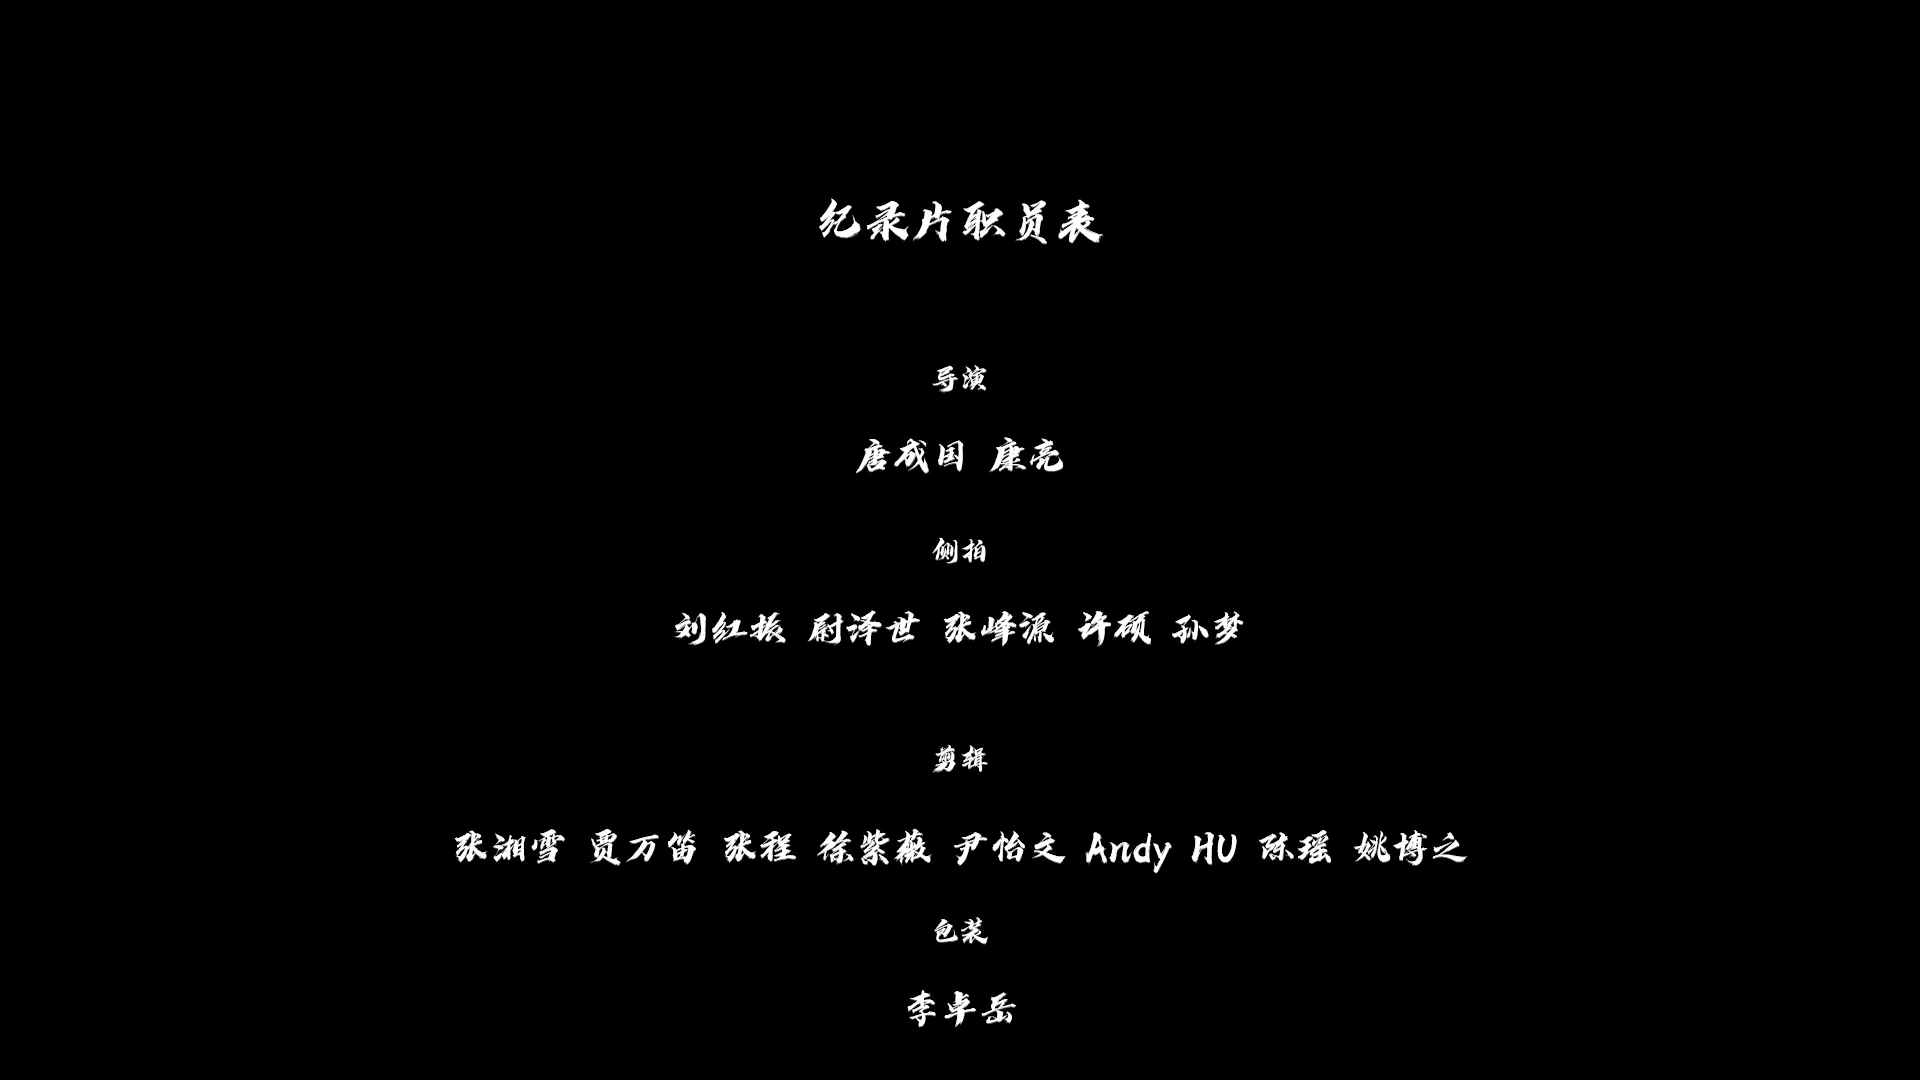 纪录片职员表
导演
唐成国 康亮
侧拍
刘红振 尉泽世 张峰源 许硕 孙梦
剪辑
张湘雪 贾万笛 张程 徐紫薇 尹怡文 Andy HU 陈瑶 姚博之
包装
李卓岳